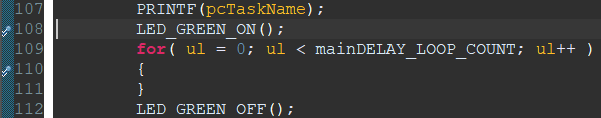 107 PRINTF(pcTaskName);
108 LED_GREEN_ON();
109 for( ul = 0; ul < mainDELAY_LOOP_COUNT; ul++ )
110 {
111 }
112 LED_GREEN_OFF();